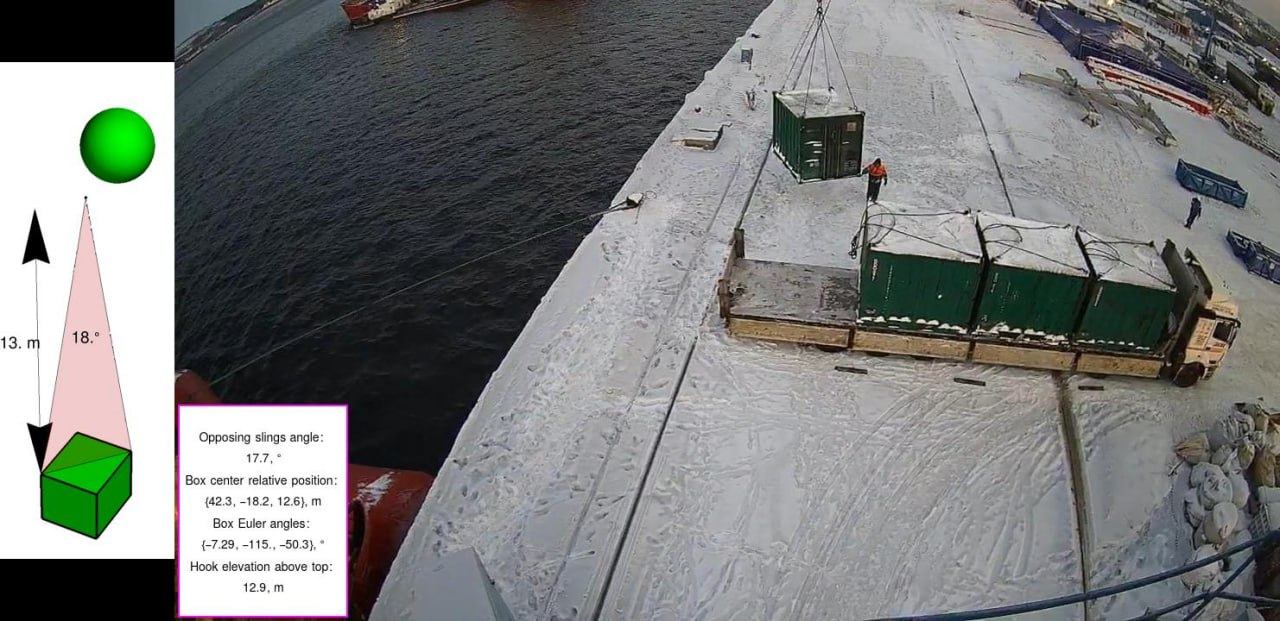 13. m
18.°
Opposing slings angle:
17.7, °
Box center relative position:
{42.3, −18.2, 12.6}, m
Box Euler angles:
{−7.29, −115., −50.3}, °
Hook elevation above top:
12.9, m